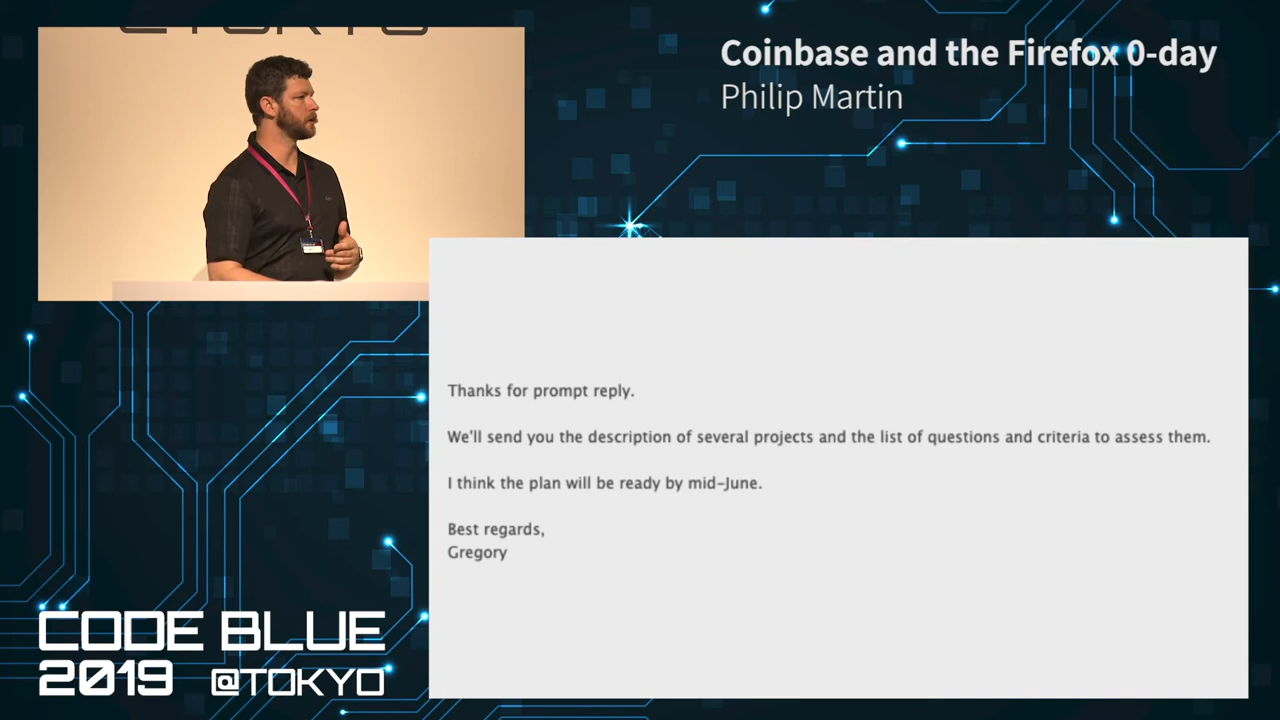 Coinbase and the Firefox 0-day
Philip Martin
Thanks for prompt reply.
We'll send you the description of several projects and the list of questions and criteria to assess them.
I think the plan will be ready by mid-June.
Best regards,
Gregory
CODE BLUE
2019 @TOKYO